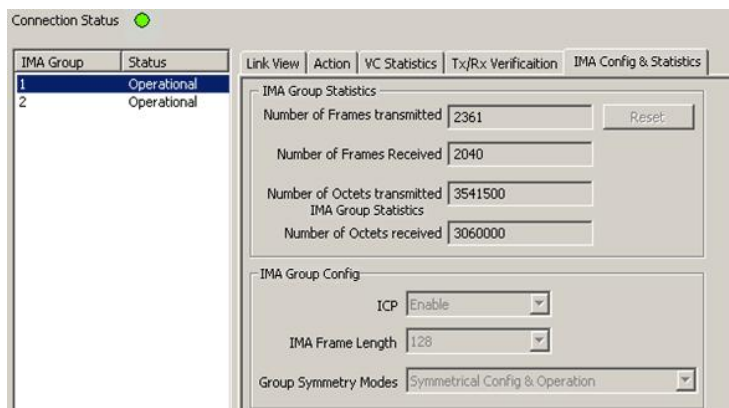 Connection Status
IMA Group Status
1 Operational
2 Operational
Link View Action VC Statistics Tx/Rx Verificaition IMA Config & Statistics
IMA Group Statistics
Number of Frames transmitted 2361 Reset
Number of Frames Received 2040
Number of Octets transmitted 3541500
IMA Group Statistics
Number of Octets received 3060000
IMA Group Config
ICP Enable
IMA Frame Length 128
Group Symmetry Modes Symmetrical Config & Operation